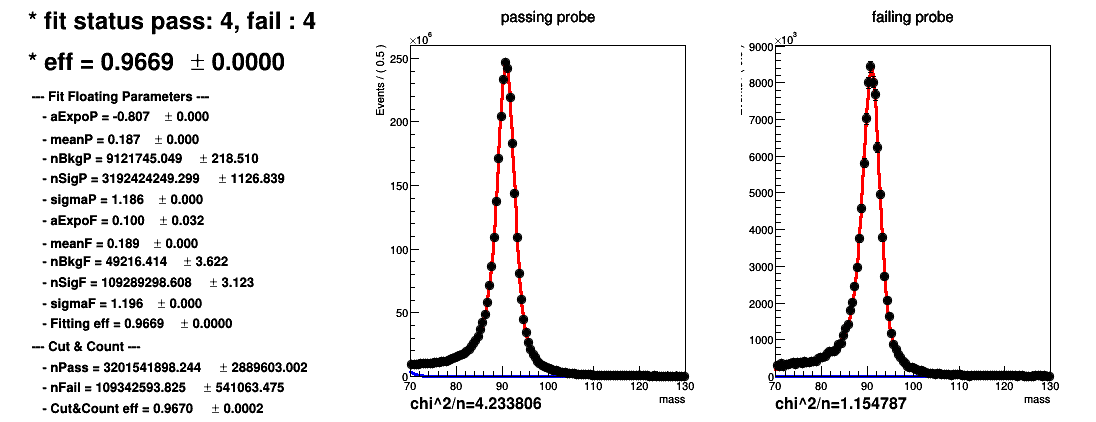 * fit status pass: 4, fail : 4
* eff = 0.9669 ± 0.0000
--- Fit Floating Parameters ---
- aExpoP = -0.807 ± 0.000
- meanP = 0.187 ± 0.000
- nBkgP = 9121745.049 ± 218.510
- nSigP = 3192424249.299 ± 1126.839
- sigmaP = 1.186 ± 0.000
- aExpoF = 0.100 ± 0.032
- meanF = 0.189 ± 0.000
- nBkgF = 49216.414 ± 3.622
- nSigF = 109289298.608 ± 3.123
- sigmaF = 1.196 ± 0.000
- Fitting eff = 0.9669 ± 0.0000
--- Cut & Count ---
- nPass = 3201541898.244 ± 2889603.002
- nFail = 109342593.825 ± 541063.475
- Cut&Count eff = 0.9670 ± 0.0002
passing probe
×10^6
Events / ( 0.5 )
250
200
150
100
50
0
70 80 90 100 110 120 130
mass
chi^2/n=4.233806
failing probe
×10^3
9000
8000
7000
6000
5000
4000
3000
2000
1000
0
70 80 90 100 110 120 130
mass
chi^2/n=1.154787